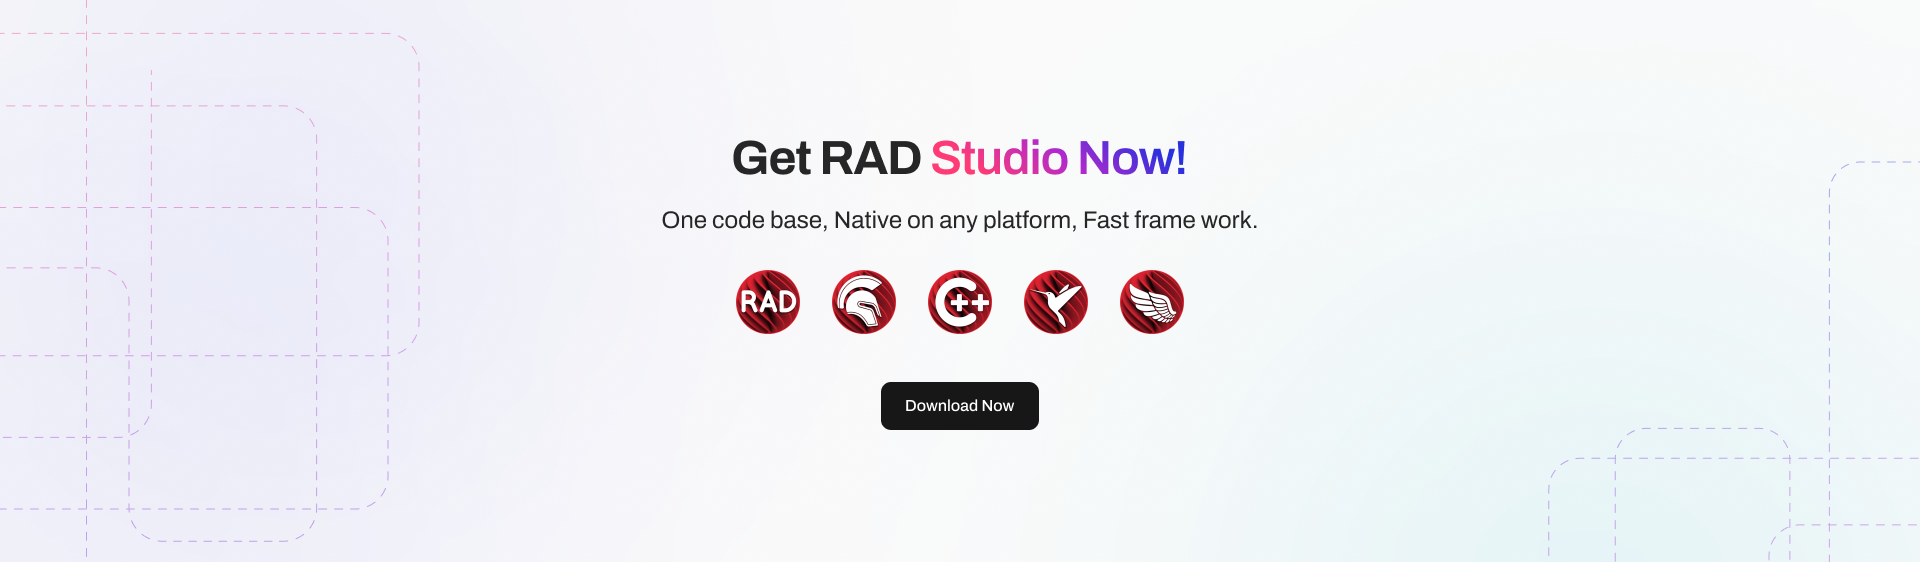 Get RAD Studio Now!
One code base, Native on any platform, Fast frame work.
RAD
C++
Download Now